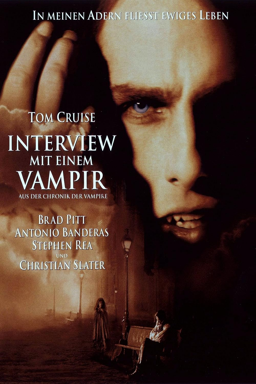 IN MEINEN ADERN FLIESST EWIGES LEBEN
TOM CRUISE
INTERVIEW
MIT EINEM
VAMPIR
AUS DER CHRONIK DER VAMPIRE
BRAD PITT
ANTONIO BANDERAS
STEPHEN REA
UND
CHRISTIAN SLATER